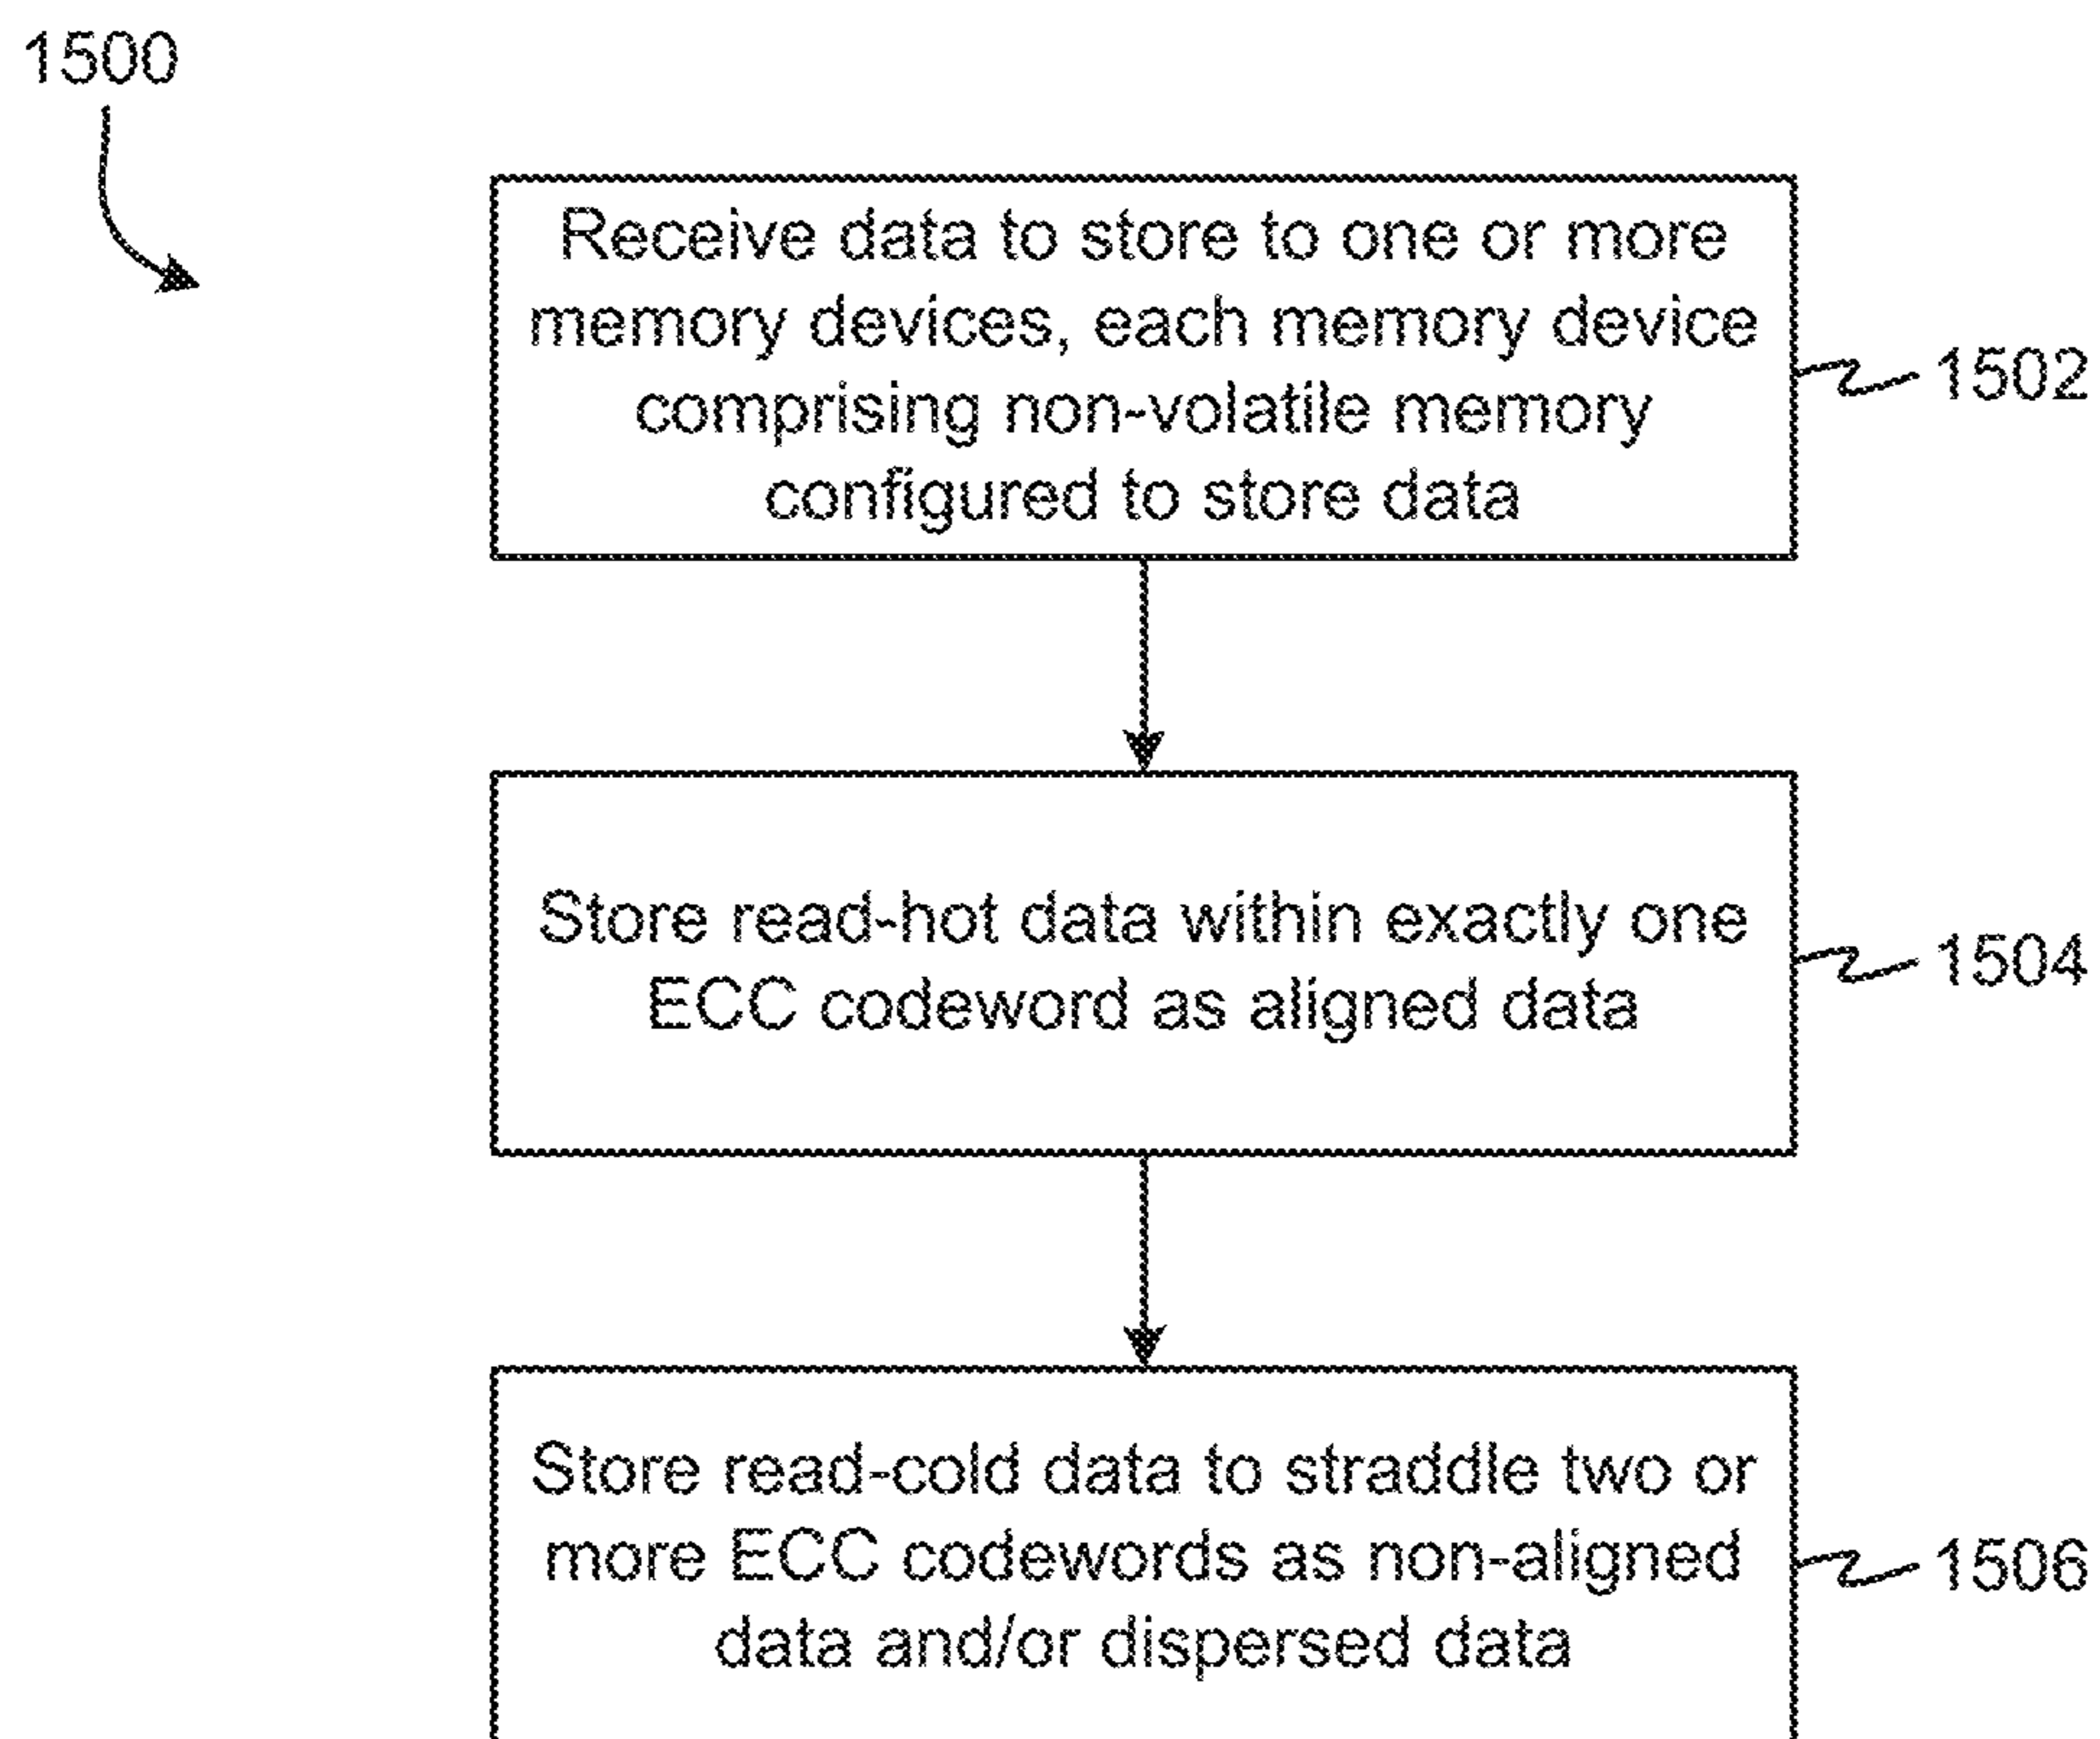 1500
Receive data to store to one or more
memory devices, each memory device
comprising non-volatile memory
configured to store data
1502
Store read-hot data within exactly one
ECC codeword as aligned data
1504
Store read-cold data to straddle two or
more ECC codewords as non-aligned
data and/or dispersed data
1506